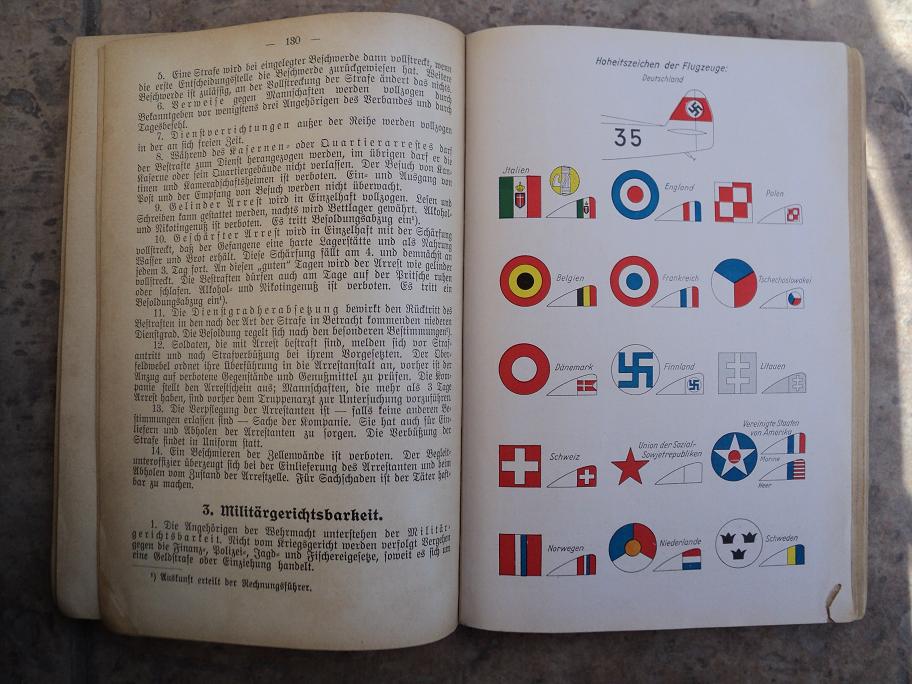 — 130 —
5. Eine Strafe wird bei eingelegter Beschwerde dann vollstreckt, wenn
die erste Entscheidungsstelle die Beschwerde zurückgewiesen hat. Weitere
Beschwerde ist zulässig, an der Vollstreckung der Strafe ändert das nichts.
6. Verweise gegen Mannschaften werden vollzogen durch
Bekanntgeben vor wenigstens drei Angehörigen des Verbandes und durch
Tagesbefehl.
7. Dienstverrichtungen außer der Reihe werden vollzogen
in der an sich freien Zeit.
8. Während des Kasernen- oder Quartierarrestes darf
der Bestrafte zum Dienst herangezogen werden, im übrigen darf er die
Kaserne oder sein Quartiergebäude nicht verlassen. Der Besuch von Kan-
tinen und Kameradschaftsheimen ist verboten. Ein- und Ausgang von
Post und der Empfang von Besuch werden nicht überwacht.
9. Gelinder Arrest wird in Einzelhaft vollzogen. Lesen und
Schreiben kann gestattet werden, nachts wird Bettlager gewährt. Alkohol-
und Nikotingenuß ist verboten. Es tritt Besoldungsabzug ein¹).
10. Geschärfter Arrest wird in Einzelhaft mit der Schärfung
vollstreckt, daß der Gefangene eine harte Lagerstätte und als Nahrung
Wasser und Brot erhält. Diese Schärfung fällt am 4. und demnächst an
jedem 3. Tag fort. An diesen „guten" Tagen wird der Arrest wie gelinder
vollstreckt. Die Bestraften dürfen auch am Tage auf der Pritsche ruhen
oder schlafen. Alkohol- und Nikotingenuß ist verboten. Es tritt ein
Besoldungsabzug ein¹).
11. Die Dienstgradherabsetzung bewirkt den Rücktritt des
Bestraften in den nach der Art der Strafe in Betracht kommenden niederen
Dienstgrad. Die Besoldung regelt sich nach den besonderen Bestimmungen¹).
12. Soldaten, die mit Arrest bestraft sind, melden sich vor Straf-
antritt und nach Strafverbüßung bei ihrem Vorgesetzten. Der Ober-
feldwebel ordnet ihre Überführung in die Arrestanstalt an, vorher ist der
Anzug auf verbotene Gegenstände und Genußmittel zu prüfen. Die Kom-
panie stellt den Arrestschein aus; Mannschaften, die mehr als 3 Tage
Arrest haben, sind vorher dem Truppenarzt zur Untersuchung vorzuführen.
13. Die Verpflegung der Arrestanten ist — falls keine anderen Be-
stimmungen erlassen sind — Sache der Kompanie. Sie hat auch für Ein-
liefern und Abholen der Arrestanten zu sorgen. Die Verbüßung der
Strafe findet in Uniform statt.
14. Ein Beschmieren der Zellenwände ist verboten. Der Begleit-
unteroffizier überzeugt sich bei der Einlieferung des Arrestanten und beim
Abholen vom Zustand der Arrestzelle. Für Sachschaden ist der Täter haft-
bar zu machen.
3. Militärgerichtsbarkeit.
1. Die Angehörigen der Wehrmacht unterstehen der Militär-
gerichtsbarkeit. Nicht vom Kriegsgericht werden verfolgt Vergehen
gegen die Finanz-, Polizei-, Jagd- und Fischereigesetze, soweit es sich um
eine Geldstrafe oder Einziehung handelt.
¹) Auskunft erteilt der Rechnungsführer.
Hoheitszeichen der Flugzeuge:
Deutschland
35
Jtalien
England
Polen
Belgien
Frankreich
Tschechoslowakei
Dänemark
Finnland
Litauen
Schweiz
Union der Sozial.
Sowjetrepubliken
Vereinigte Staaten
von Amerika
Marine
Heer
Norwegen
Niederlande
Schweden